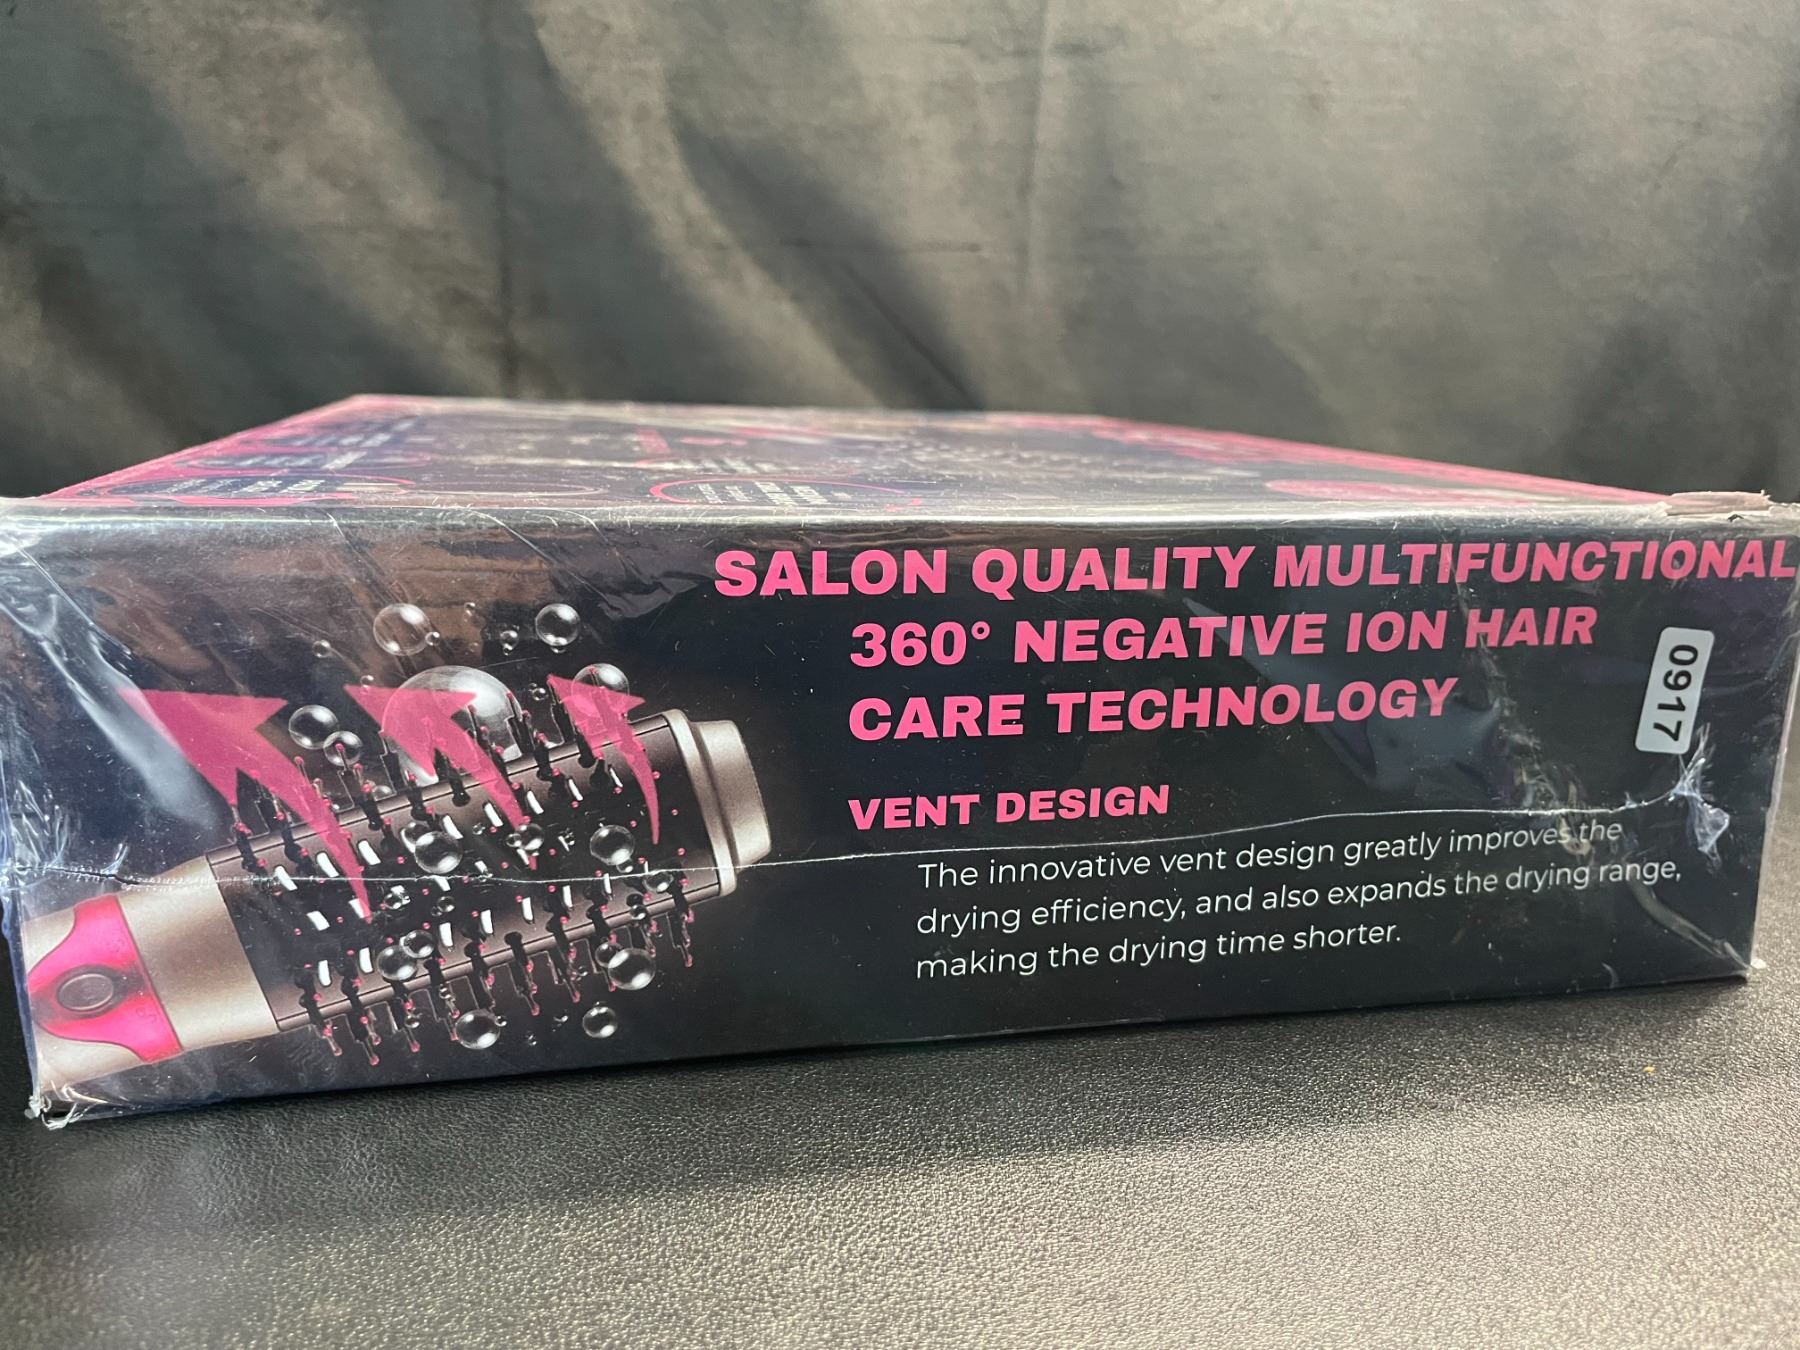 SALON QUALITY MULTIFUNCTIONAL
360° NEGATIVE ION HAIR
CARE TECHNOLOGY
0917
VENT DESIGN
The innovative vent design greatly improves the
drying efficiency, and also expands the drying range,
making the drying time shorter.